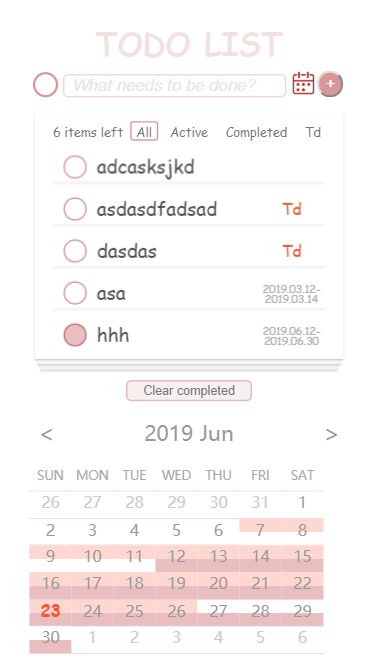 TODO LIST
What needs to be done? +
6 items left All Active Completed Td
adcasksjkd
asdasdfadsad Td
dasdas Td
asa 2019.03.12-
2019.03.14
hhh 2019.06.12-
2019.06.30
Clear completed
< 2019 Jun >
SUN MON TUE WED THU FRI SAT
26 27 28 29 30 31 1
2 3 4 5 6 7 8
9 10 11 12 13 14 15
16 17 18 19 20 21 22
23 24 25 26 27 28 29
30 1 2 3 4 5 6